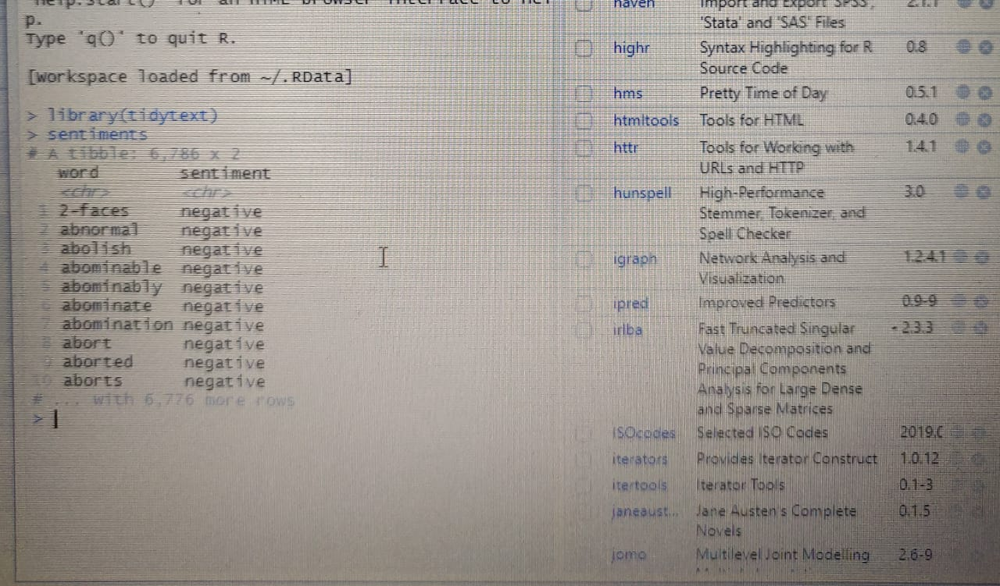 p.
Type 'q()' to quit R.
[workspace loaded from ~/.RData]
> library(tidytext)
> sentiments
# A tibble: 6,786 x 2
word sentiment
<chr> <chr>
1 2-faces negative
2 abnormal negative
3 abolish negative
4 abominable negative
5 abominably negative
6 abominate negative
7 abomination negative
8 abort negative
9 aborted negative
10 aborts negative
# ... with 6,776 more rows
>
haven Import and Export 'SPSS', 2.1.1
'Stata' and 'SAS' Files
highr Syntax Highlighting for R 0.8
Source Code
hms Pretty Time of Day 0.5.1
htmltools Tools for HTML 0.4.0
httr Tools for Working with 1.4.1
URLs and HTTP
hunspell High-Performance 3.0
Stemmer, Tokenizer, and
Spell Checker
igraph Network Analysis and 1.2.4.1
Visualization
ipred Improved Predictors 0.9-9
irlba Fast Truncated Singular 2.3.3
Value Decomposition and
Principal Components
Analysis for Large Dense
and Sparse Matrices
ISOcodes Selected ISO Codes 2019.0
iterators Provides Iterator Construct 1.0.12
itertools Iterator Tools 0.1-3
janeaust... Jane Austen's Complete 0.1.5
Novels
jomo Multilevel Joint Modelling 2.6-9